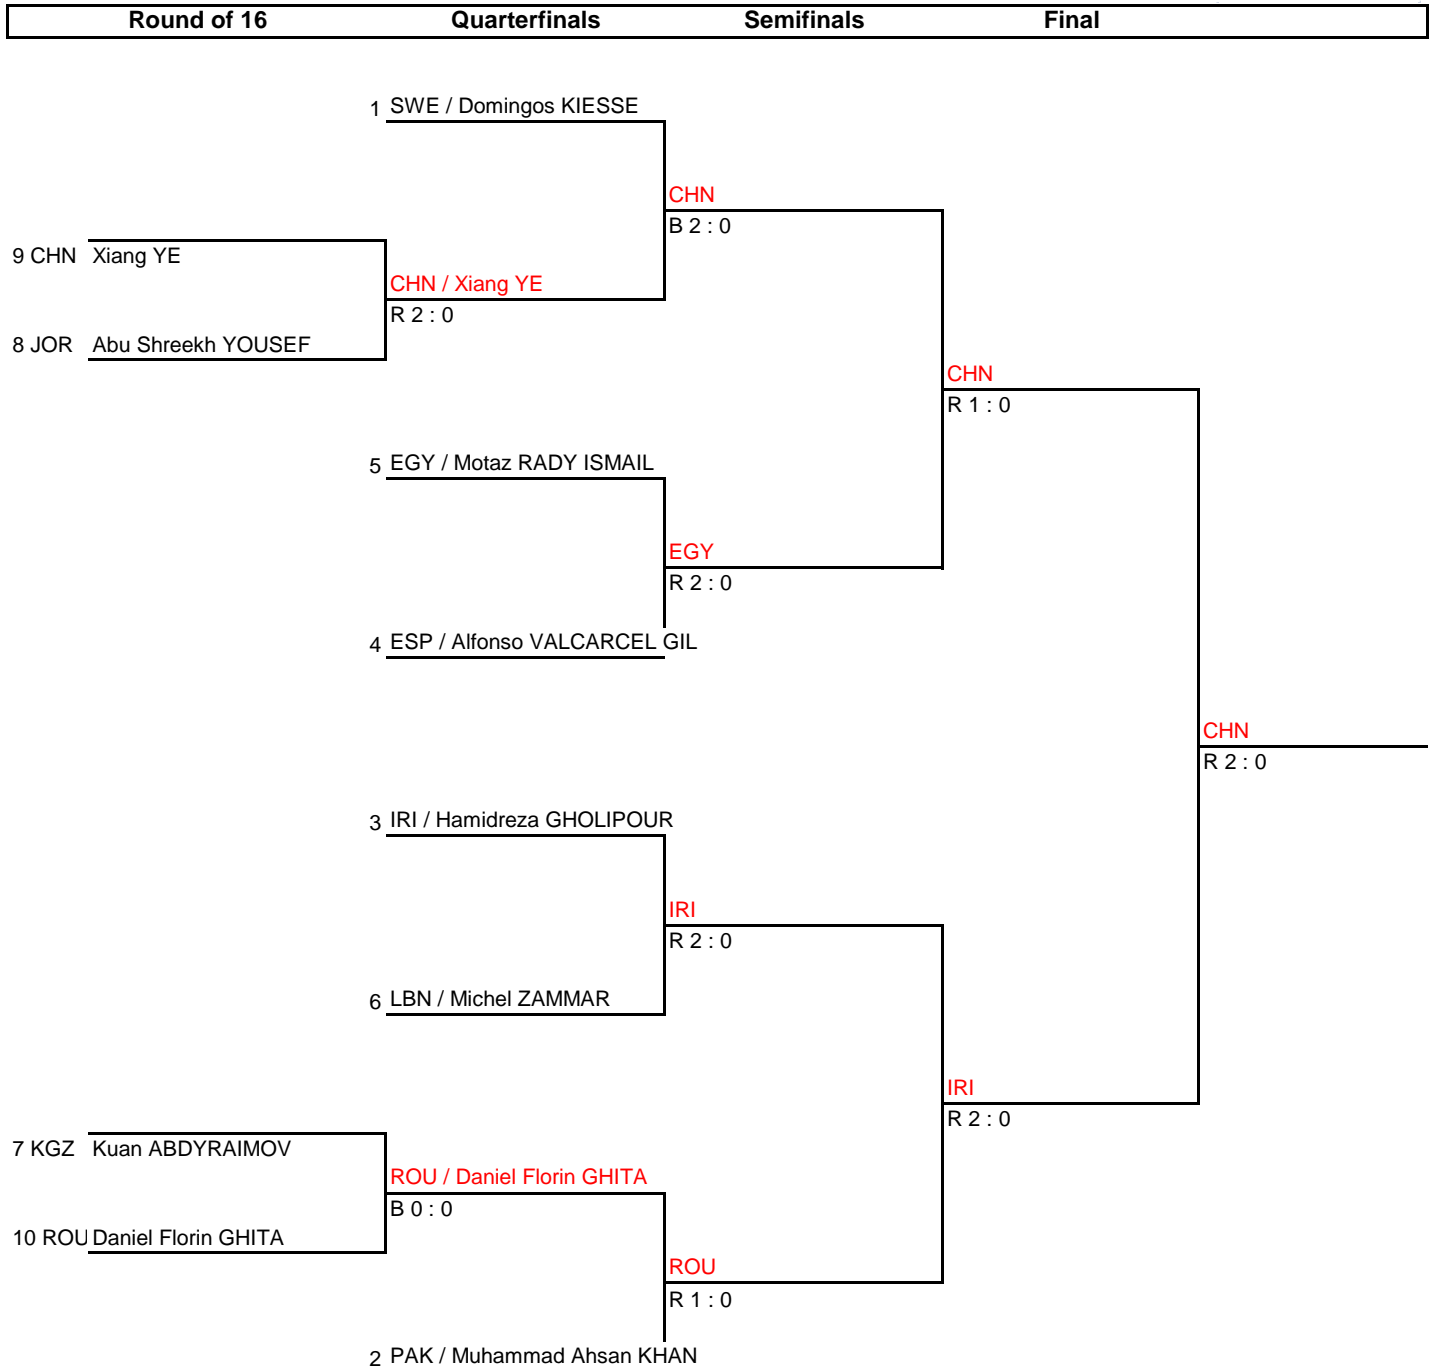 Round of 16 Quarterfinals Semifinals Final
1 SWE / Domingos KIESSE
CHN
B 2 : 0
9 CHN Xiang YE
CHN / Xiang YE
R 2 : 0
8 JOR Abu Shreekh YOUSEF
CHN
R 1 : 0
5 EGY / Motaz RADY ISMAIL
EGY
R 2 : 0
4 ESP / Alfonso VALCARCEL GIL
CHN
R 2 : 0
3 IRI / Hamidreza GHOLIPOUR
IRI
R 2 : 0
6 LBN / Michel ZAMMAR
IRI
R 2 : 0
7 KGZ Kuan ABDYRAIMOV
ROU / Daniel Florin GHITA
B 0 : 0
10 ROU Daniel Florin GHITA
ROU
R 1 : 0
2 PAK / Muhammad Ahsan KHAN